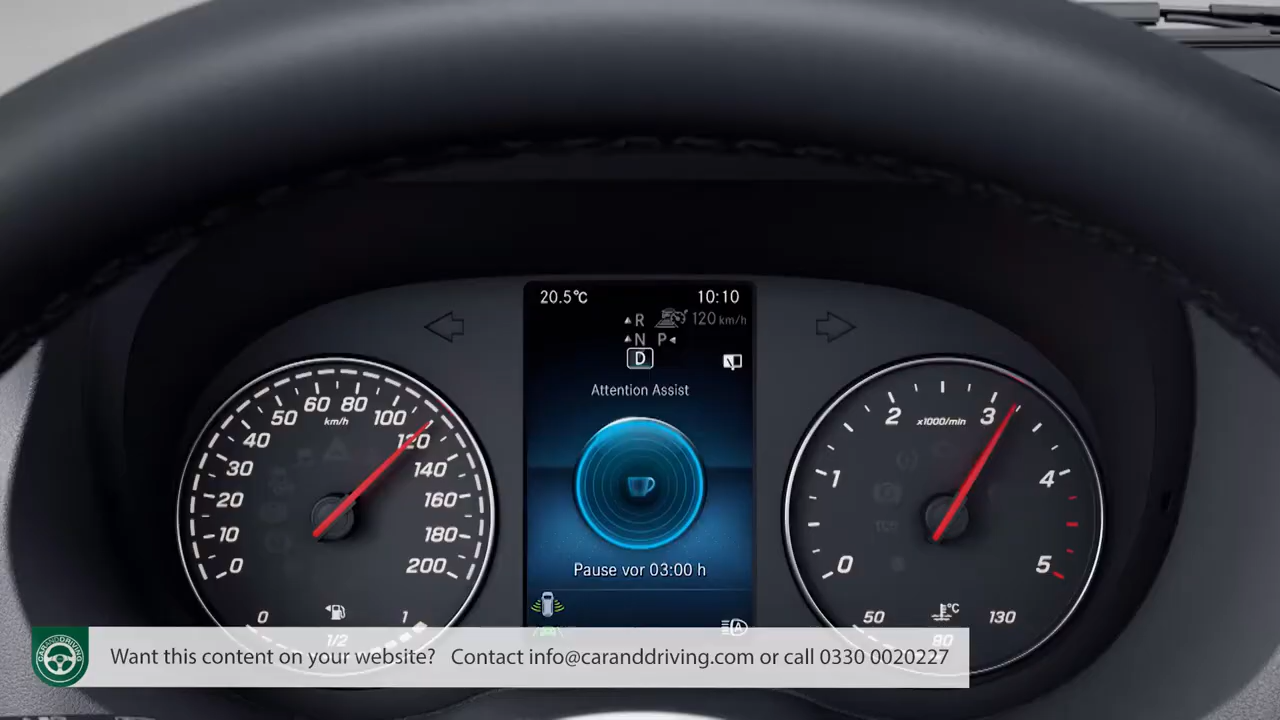 20.5°C 10:10
R 120 km/h
N P
D
Attention Assist
Pause vor 03:00 h
0
10
20
30
40
50
60
80
100
120
140
160
180
200
km/h
0 1/2 1
0
1
2
3
4
5
x1000/min
50 °C 130
90
A
CARANDDRIVING
Want this content on your website? Contact info@caranddriving.com or call 0330 0020227